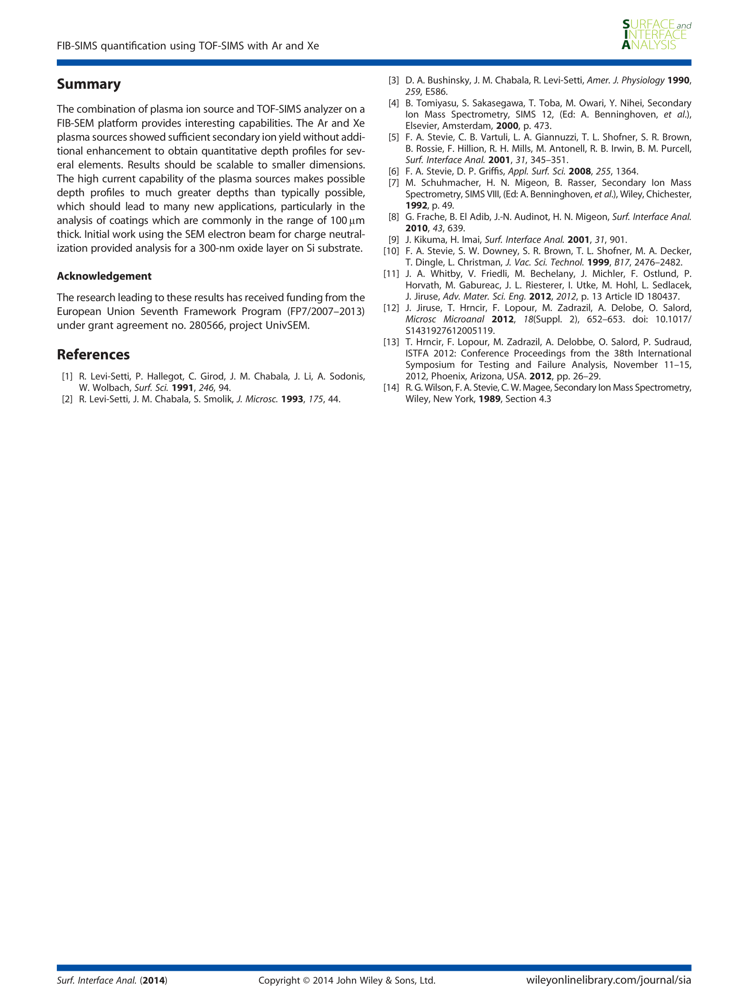 FIB-SIMS quantification using TOF-SIMS with Ar and Xe
SURFACE and
INTERFACE
ANALYSIS
Summary
The combination of plasma ion source and TOF-SIMS analyzer on a
FIB-SEM platform provides interesting capabilities. The Ar and Xe
plasma sources showed sufficient secondary ion yield without addi-
tional enhancement to obtain quantitative depth profiles for sev-
eral elements. Results should be scalable to smaller dimensions.
The high current capability of the plasma sources makes possible
depth profiles to much greater depths than typically possible,
which should lead to many new applications, particularly in the
analysis of coatings which are commonly in the range of 100 μm
thick. Initial work using the SEM electron beam for charge neutral-
ization provided analysis for a 300-nm oxide layer on Si substrate.
Acknowledgement
The research leading to these results has received funding from the
European Union Seventh Framework Program (FP7/2007–2013)
under grant agreement no. 280566, project UnivSEM.
References
[1] R. Levi-Setti, P. Hallegot, C. Girod, J. M. Chabala, J. Li, A. Sodonis,
W. Wolbach, Surf. Sci. 1991, 246, 94.
[2] R. Levi-Setti, J. M. Chabala, S. Smolik, J. Microsc. 1993, 175, 44.
[3] D. A. Bushinsky, J. M. Chabala, R. Levi-Setti, Amer. J. Physiology 1990,
259, E586.
[4] B. Tomiyasu, S. Sakasegawa, T. Toba, M. Owari, Y. Nihei, Secondary
Ion Mass Spectrometry, SIMS 12, (Ed: A. Benninghoven, et al.),
Elsevier, Amsterdam, 2000, p. 473.
[5] F. A. Stevie, C. B. Vartuli, L. A. Giannuzzi, T. L. Shofner, S. R. Brown,
B. Rossie, F. Hillion, R. H. Mills, M. Antonell, R. B. Irwin, B. M. Purcell,
Surf. Interface Anal. 2001, 31, 345–351.
[6] F. A. Stevie, D. P. Griffis, Appl. Surf. Sci. 2008, 255, 1364.
[7] M. Schuhmacher, H. N. Migeon, B. Rasser, Secondary Ion Mass
Spectrometry, SIMS VIII, (Ed: A. Benninghoven, et al.), Wiley, Chichester,
1992, p. 49.
[8] G. Frache, B. El Adib, J.-N. Audinot, H. N. Migeon, Surf. Interface Anal.
2010, 43, 639.
[9] J. Kikuma, H. Imai, Surf. Interface Anal. 2001, 31, 901.
[10] F. A. Stevie, S. W. Downey, S. R. Brown, T. L. Shofner, M. A. Decker,
T. Dingle, L. Christman, J. Vac. Sci. Technol. 1999, B17, 2476–2482.
[11] J. A. Whitby, V. Friedli, M. Bechelany, J. Michler, F. Ostlund, P.
Horvath, M. Gabureac, J. L. Riesterer, I. Utke, M. Hohl, L. Sedlacek,
J. Jiruse, Adv. Mater. Sci. Eng. 2012, 2012, p. 13 Article ID 180437.
[12] J. Jiruse, T. Hrncir, F. Lopour, M. Zadrazil, A. Delobe, O. Salord,
Microsc Microanal 2012, 18(Suppl. 2), 652–653. doi: 10.1017/
S1431927612005119.
[13] T. Hrncir, F. Lopour, M. Zadrazil, A. Delobbe, O. Salord, P. Sudraud,
ISTFA 2012: Conference Proceedings from the 38th International
Symposium for Testing and Failure Analysis, November 11–15,
2012, Phoenix, Arizona, USA. 2012, pp. 26–29.
[14] R. G. Wilson, F. A. Stevie, C. W. Magee, Secondary Ion Mass Spectrometry,
Wiley, New York, 1989, Section 4.3
Surf. Interface Anal. (2014)
Copyright © 2014 John Wiley & Sons, Ltd.
wileyonlinelibrary.com/journal/sia